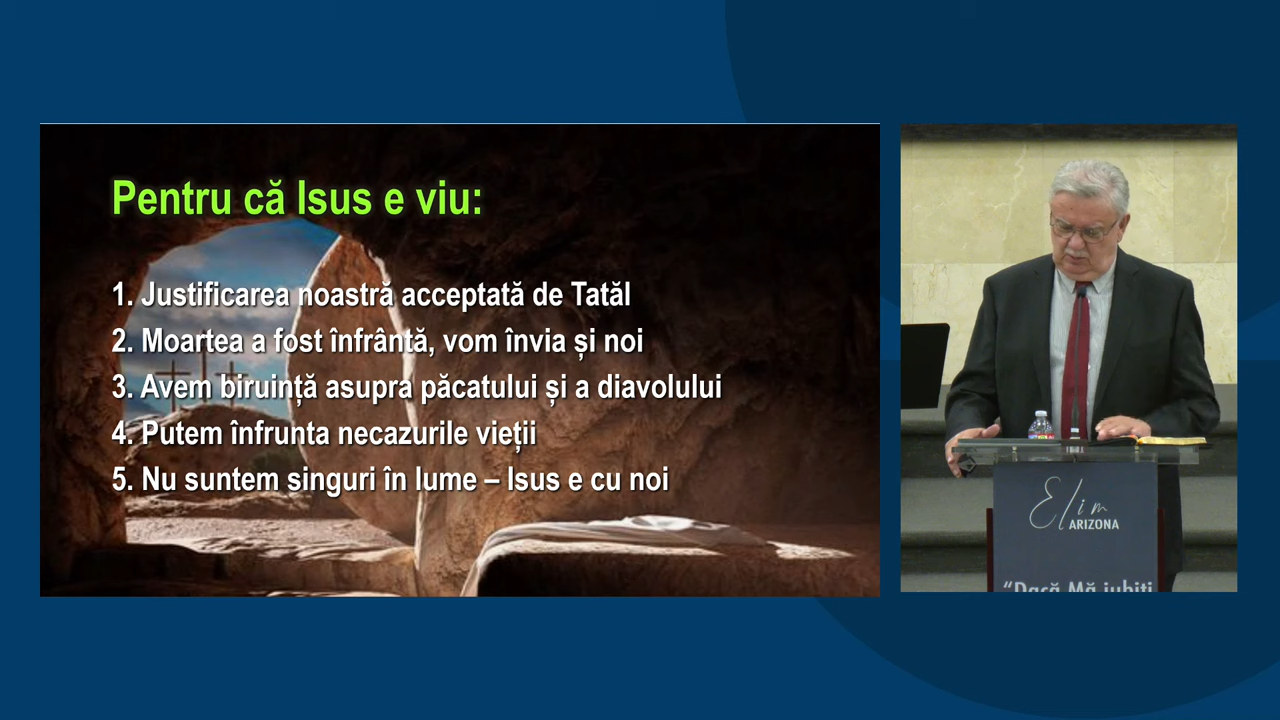 Pentru că Isus e viu:
1. Justificarea noastră acceptată de Tatăl
2. Moartea a fost înfrântă, vom învia și noi
3. Avem biruință asupra păcatului și a diavolului
4. Putem înfrunta necazurile vieții
5. Nu suntem singuri în lume – Isus e cu noi
Elim
ARIZONA
“Dacă Mă iubiți